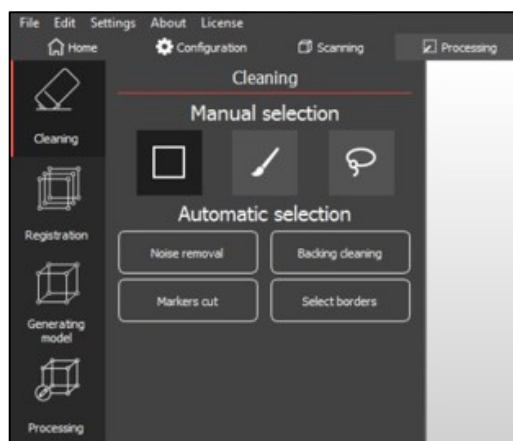 File Edit Settings About License
Home Configuration Scanning Processing
Cleaning
Manual selection
Cleaning
Registration
Automatic selection
Noise removal Backing cleaning
Markers cut Select borders
Generating
model
Processing